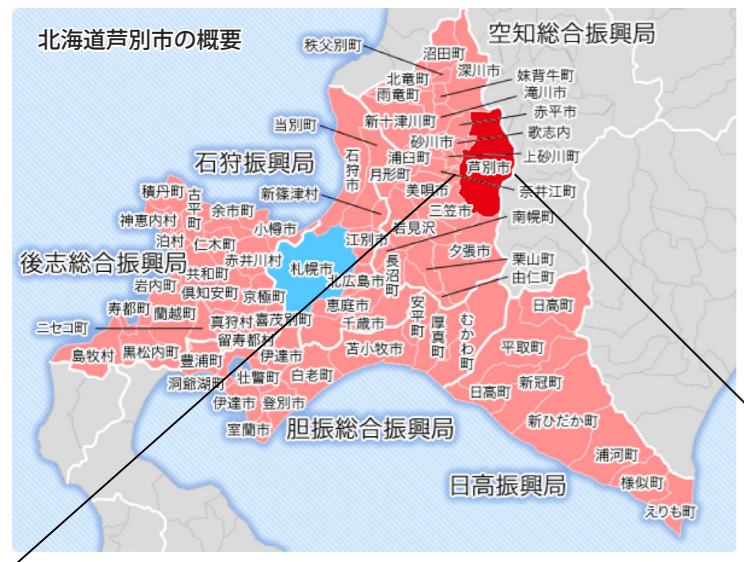 北海道芦別市の概要
空知総合振興局
秩父別町
沼田町
深川市
北竜町
妹背牛町
雨竜町
滝川市
赤平市
新十津川町
当別町
砂川市
歌志内
石狩振興局
石狩市
浦臼町
上砂川町
芦別市
月形町
奈井江町
新篠津村
美唄市
積丹町
古平町
余市町
三笠市
南幌町
神恵内村
小樽市
岩見沢
江別市
泊村
仁木町
夕張市
後志総合振興局
赤井川村
札幌市
長沼町
栗山町
共和町
北広島市
由仁町
岩内町
倶知安町
京極町
寿都町
蘭越町
恵庭市
安平町
日高町
真狩村
喜茂別町
千歳市
厚真町
むかわ町
ニセコ町
留寿都村
島牧村
黒松内町
豊浦町
伊達市
苫小牧市
平取町
洞爺湖町
壮瞥町
白老町
新冠町
日高町
伊達市
登別市
新ひだか町
室蘭市
胆振総合振興局
浦河町
日高振興局
様似町
えりも町